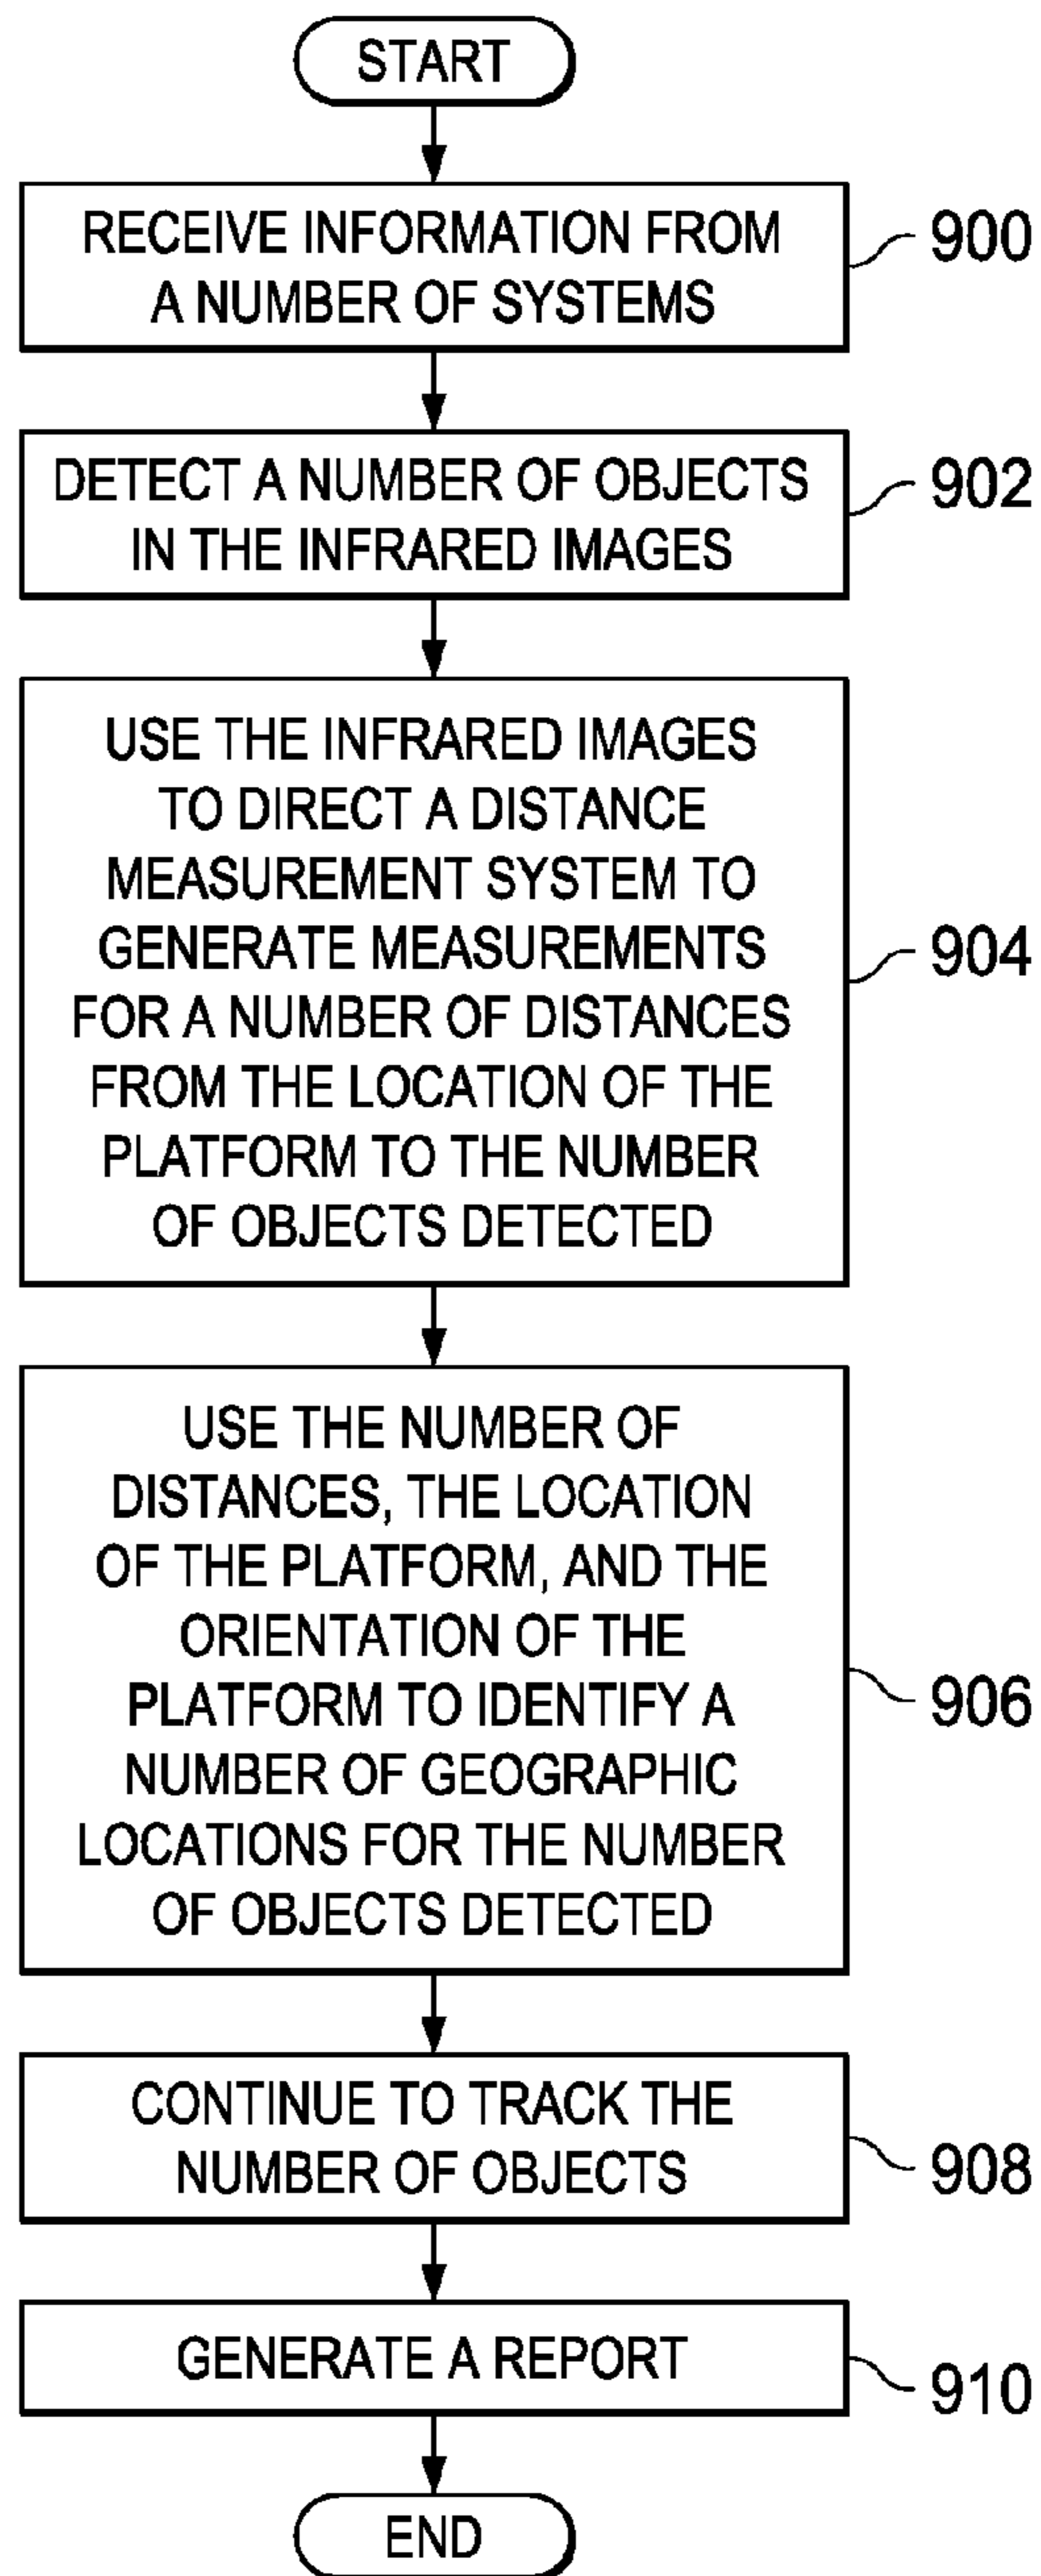 START
RECEIVE INFORMATION FROM
A NUMBER OF SYSTEMS
900
DETECT A NUMBER OF OBJECTS
IN THE INFRARED IMAGES
902
USE THE INFRARED IMAGES
TO DIRECT A DISTANCE
MEASUREMENT SYSTEM TO
GENERATE MEASUREMENTS
FOR A NUMBER OF DISTANCES
FROM THE LOCATION OF THE
PLATFORM TO THE NUMBER
OF OBJECTS DETECTED
904
USE THE NUMBER OF
DISTANCES, THE LOCATION
OF THE PLATFORM, AND THE
ORIENTATION OF THE
PLATFORM TO IDENTIFY A
NUMBER OF GEOGRAPHIC
LOCATIONS FOR THE NUMBER
OF OBJECTS DETECTED
906
CONTINUE TO TRACK THE
NUMBER OF OBJECTS
908
GENERATE A REPORT
910
END